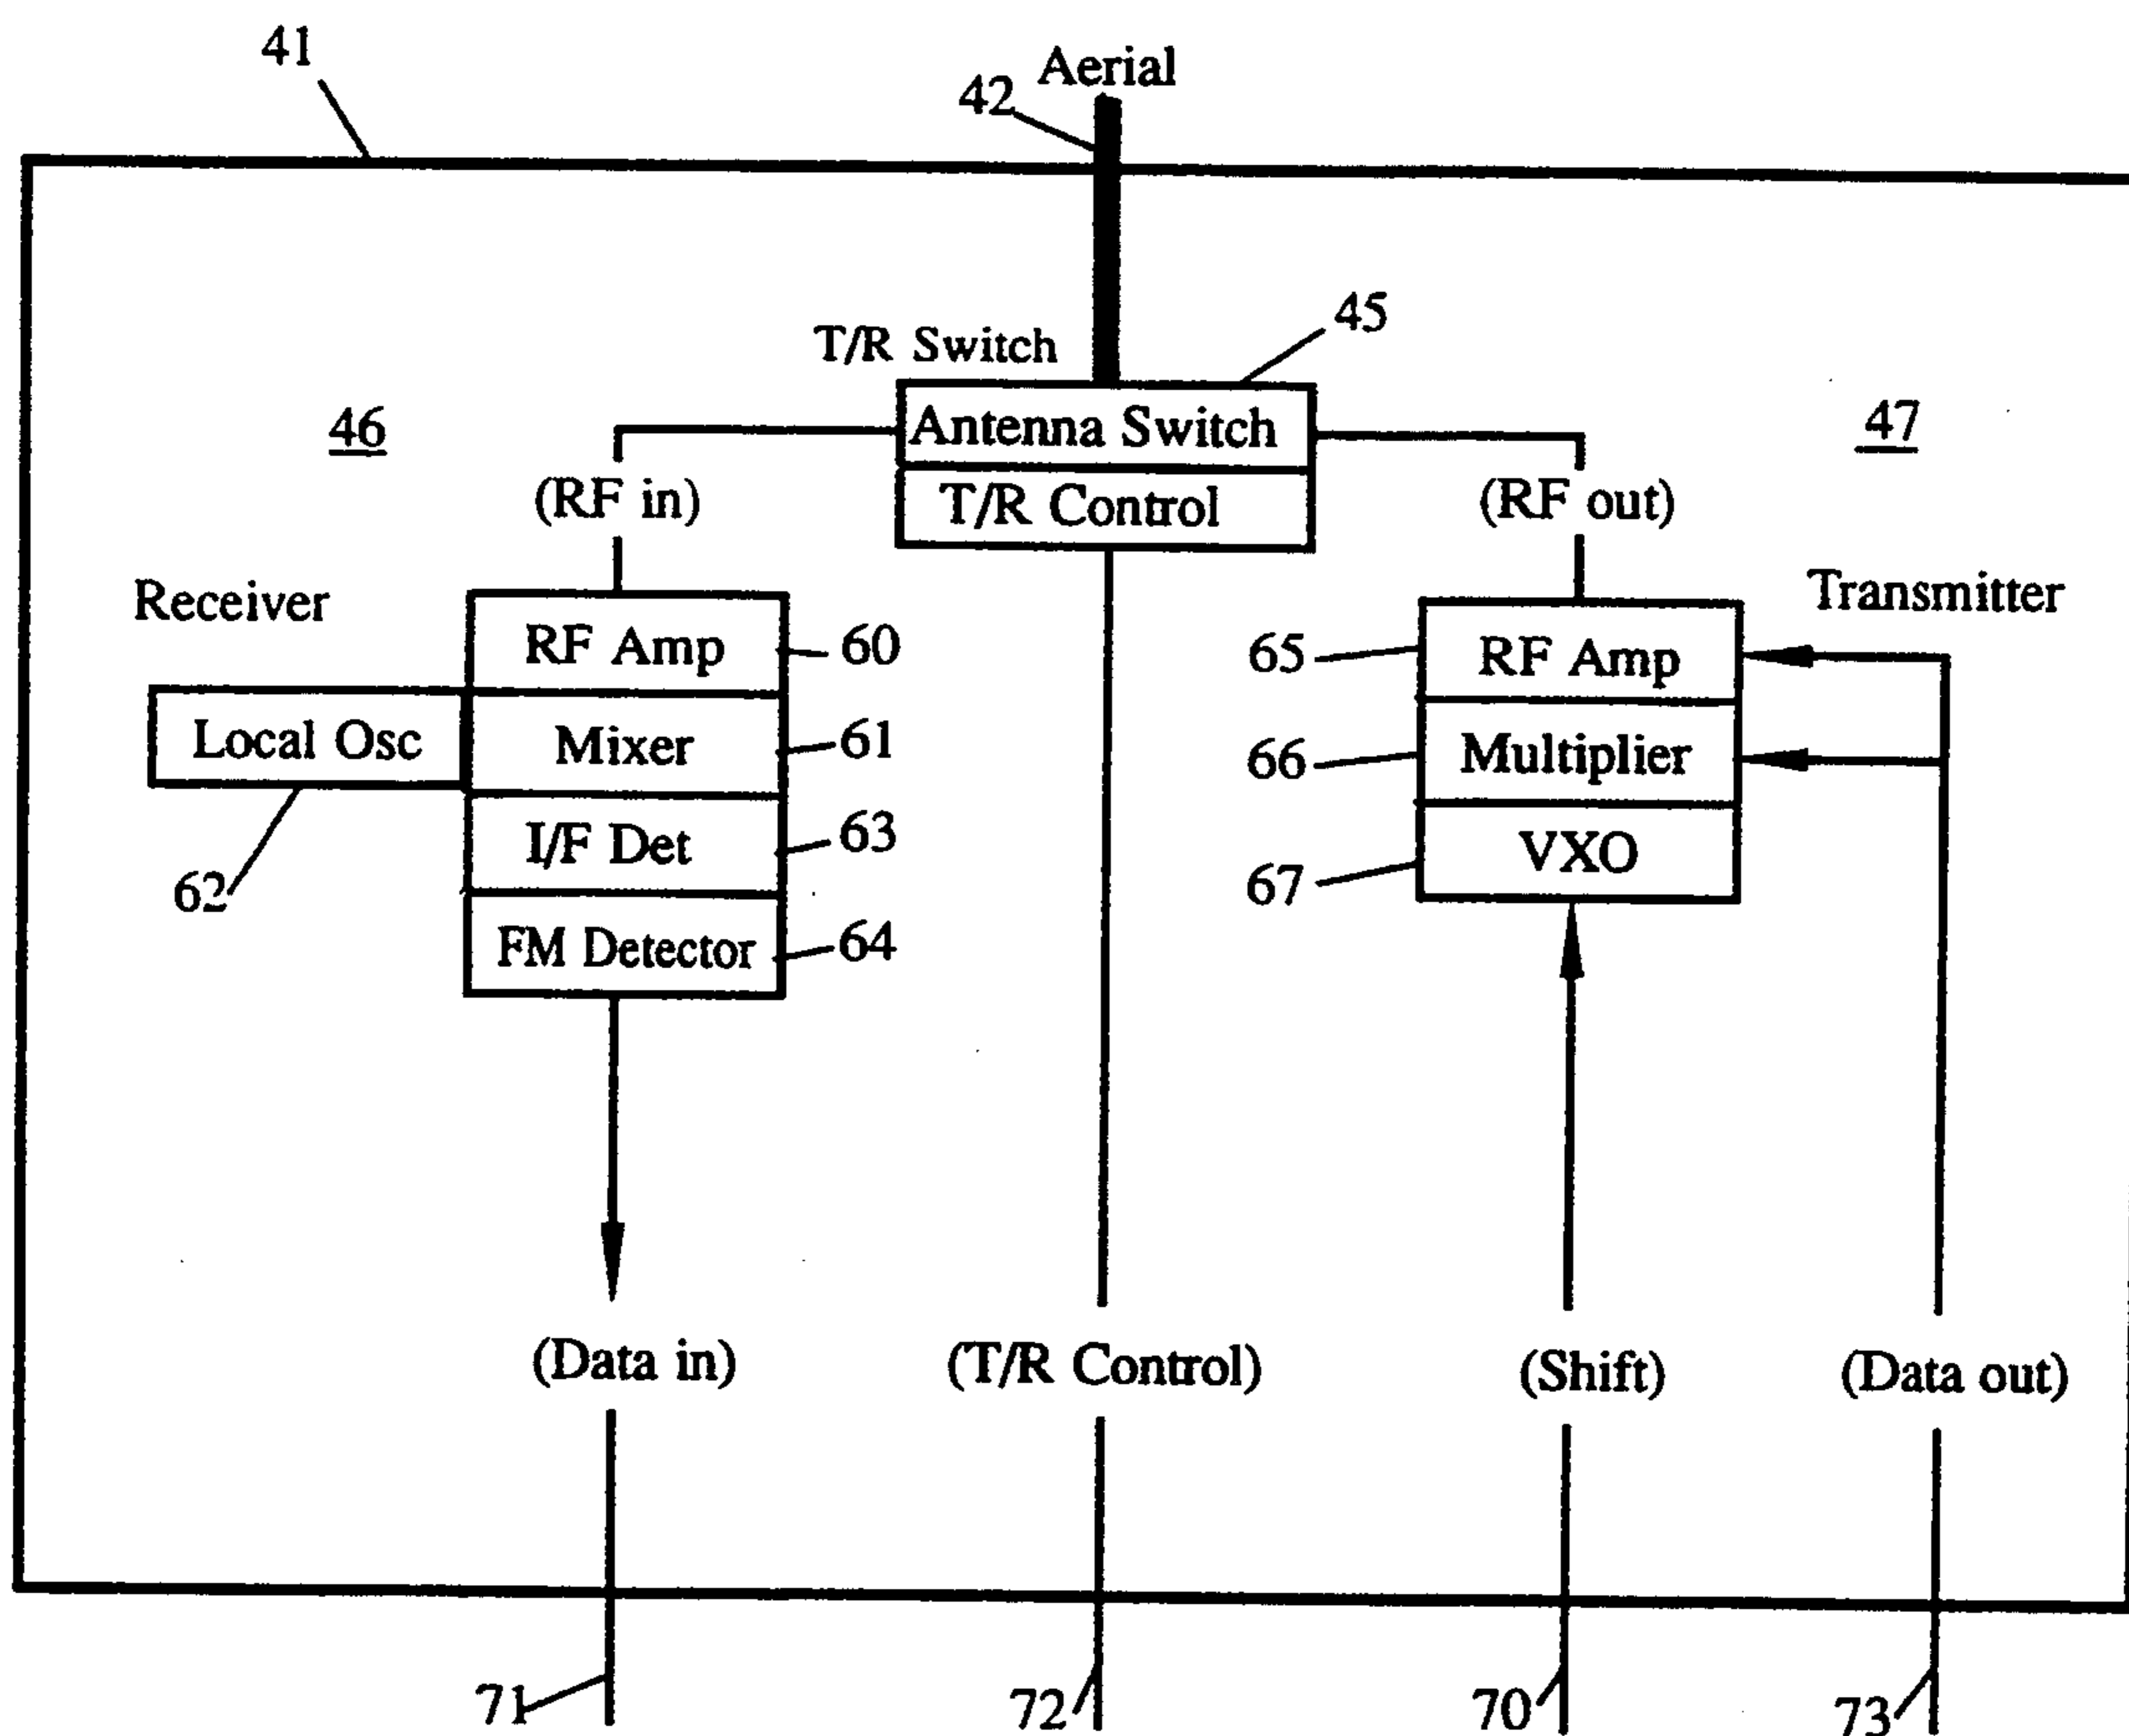 41
Aerial
42
T/R Switch
45
Antenna Switch
T/R Control
46
47
(RF in)
(RF out)
Receiver
Transmitter
RF Amp
60
Local Osc
Mixer
61
I/F Det
63
62
FM Detector
64
65
RF Amp
66
Multiplier
67
VXO
(Data in)
(T/R Control)
(Shift)
(Data out)
71
72
70
73